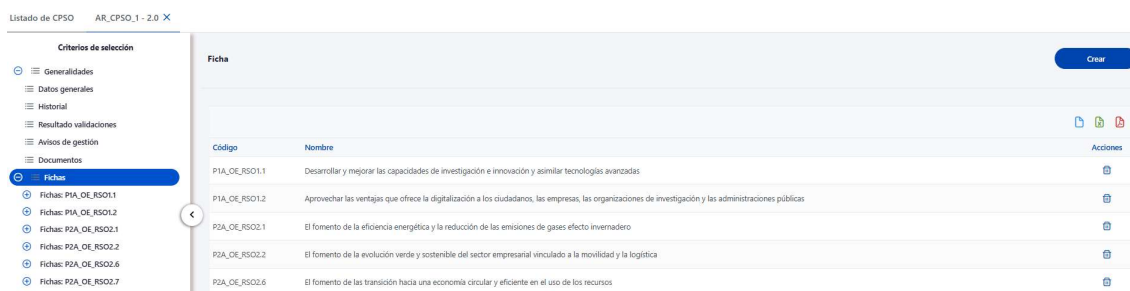 Listado de CPSO
AR_CPSO_1 - 2.0
Criterios de selección
Generalidades
Datos generales
Historial
Resultado validaciones
Avisos de gestión
Documentos
Fichas
Fichas: P1A_OE_RSO1.1
Fichas: P1A_OE_RSO1.2
Fichas: P2A_OE_RSO2.1
Fichas: P2A_OE_RSO2.2
Fichas: P2A_OE_RSO2.6
Fichas: P2A_OE_RSO2.7
Ficha
Crear
Código Nombre Acciones
P1A_OE_RSO1.1 Desarrollar y mejorar las capacidades de investigación e innovación y asimilar tecnologías avanzadas
P1A_OE_RSO1.2 Aprovechar las ventajas que ofrece la digitalización a los ciudadanos, las empresas, las organizaciones de investigación y las administraciones públicas
P2A_OE_RSO2.1 El fomento de la eficiencia energética y la reducción de las emisiones de gases efecto invernadero
P2A_OE_RSO2.2 El fomento de la evolución verde y sostenible del sector empresarial vinculado a la movilidad y la logística
P2A_OE_RSO2.6 El fomento de las transición hacia una economía circular y eficiente en el uso de los recursos